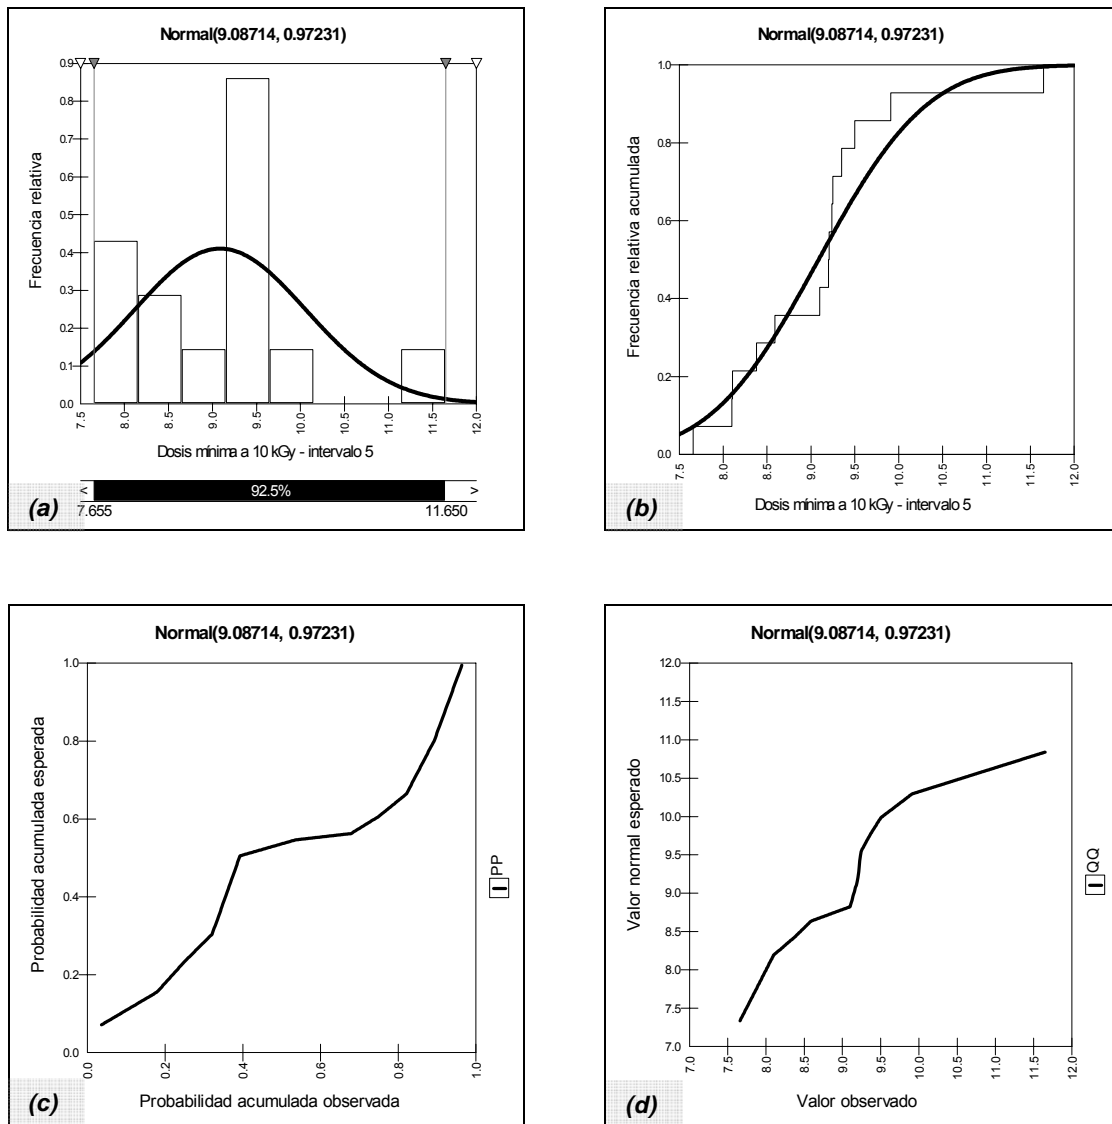 Normal(9.08714, 0.97231)
Frecuencia relativa
0.9
0.8
0.7
0.6
0.5
0.4
0.3
0.2
0.1
0.0
7.5 8.0 8.5 9.0 9.5 10.0 10.5 11.0 11.5 12.0
Dosis mínima a 10 kGy - intervalo 5
< 92.5% >
7.655 11.650
(a)
Normal(9.08714, 0.97231)
Frecuencia relativa acumulada
1.0
0.8
0.6
0.4
0.2
0.0
7.5 8.0 8.5 9.0 9.5 10.0 10.5 11.0 11.5 12.0
Dosis mínima a 10 kGy - intervalo 5
(b)
Normal(9.08714, 0.97231)
Probabilidad acumulada esperada
1.0
0.8
0.6
0.4
0.2
0.0
0.0 0.2 0.4 0.6 0.8 1.0
Probabilidad acumulada observada
PP
(c)
Normal(9.08714, 0.97231)
Valor normal esperado
12.0
11.5
11.0
10.5
10.0
9.5
9.0
8.5
8.0
7.5
7.0
7.0 7.5 8.0 8.5 9.0 9.5 10.0 10.5 11.0 11.5 12.0
Valor observado
QQ
(d)